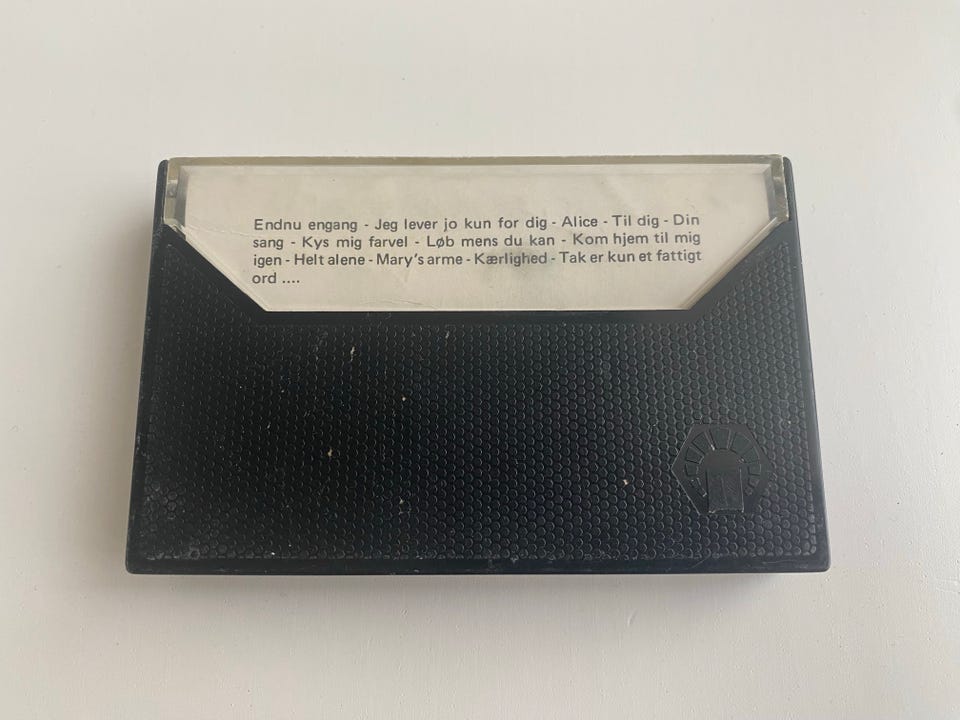 Endnu engang - Jeg lever jo kun for dig - Alice - Til dig - Din
sang - Kys mig farvel - Løb mens du kan - Kom hjem til mig
igen - Helt alene - Mary's arme - Kærlighed - Tak er kun et fattigt
ord ....